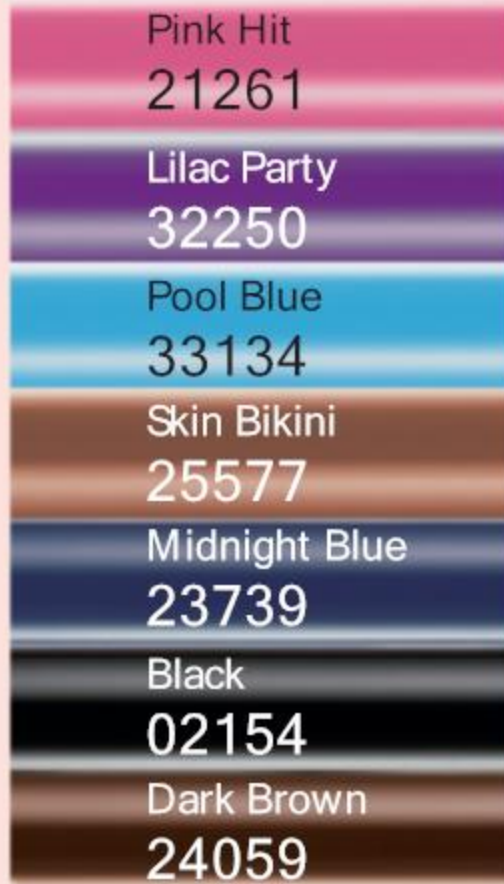 Pink Hit
21261
Lilac Party
32250
Pool Blue
33134
Skin Bikini
25577
Midnight Blue
23739
Black
02154
Dark Brown
24059